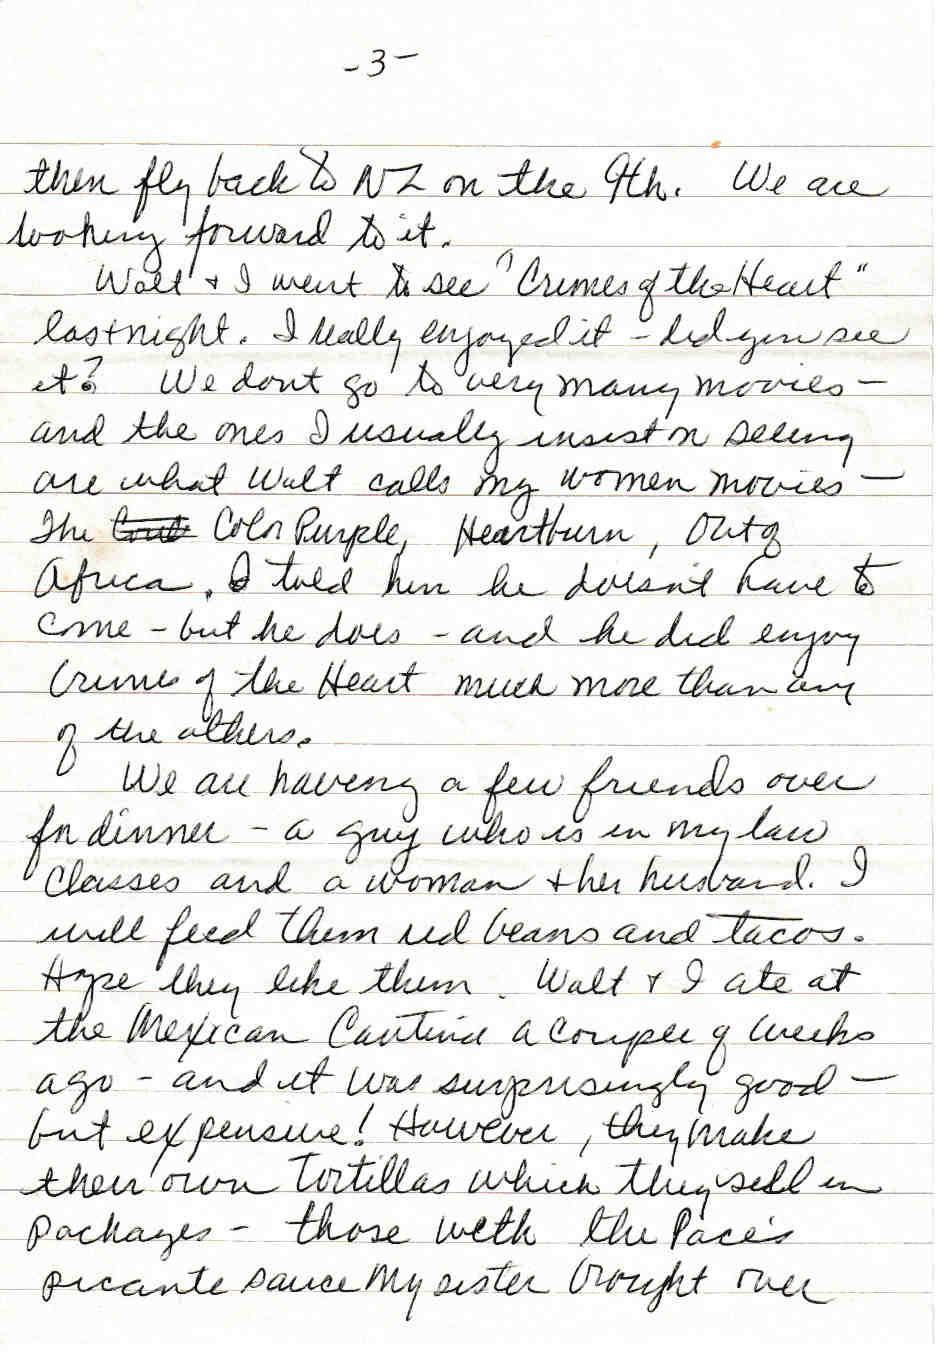 -3-
then fly back to NZ on the 9th. We are
looking forward to it.
Walt + I went to see "Crimes of the Heart"
last night. I really enjoyed it - did you see
it? We dont go to very many movies -
and the ones I usually insist on seeing
are what Walt calls my women movies -
The Color Purple, Heartburn, Out of
Africa. I told him he doesn't have to
come - but he does - and he did enjoy
Crimes of the Heart much more than any
of the others.
We are having a few friends over
for dinner - a guy who is in my law
classes and a woman + her husband. I
will feed them red beans and tacos.
Hope they like them. Walt + I ate at
the Mexican Cantina a couple of weeks
ago - and it was surprisingly good -
but expensive! However, they make
their own Tortillas which they sell in
packages - those with the Pace's
picante sauce my sister brought over